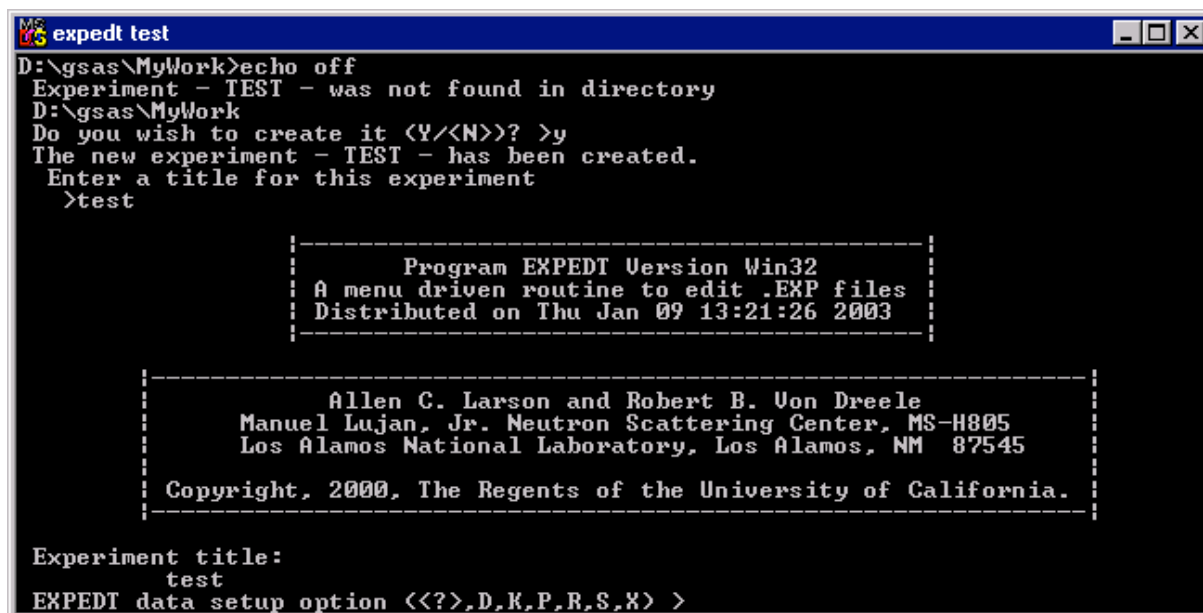 expedt test
D:\gsas\MyWork>echo off
Experiment - TEST - was not found in directory
D:\gsas\MyWork
Do you wish to create it (Y/<N>)? >y
The new experiment - TEST - has been created.
Enter a title for this experiment
>test
Program EXPEDT Version Win32
A menu driven routine to edit .EXP files
Distributed on Thu Jan 09 13:21:26 2003
Allen C. Larson and Robert B. Von Dreele
Manuel Lujan, Jr. Neutron Scattering Center, MS-H805
Los Alamos National Laboratory, Los Alamos, NM  87545
Copyright, 2000, The Regents of the University of California.
Experiment title:
test
EXPEDT data setup option (<?>,D,K,P,R,S,X) >